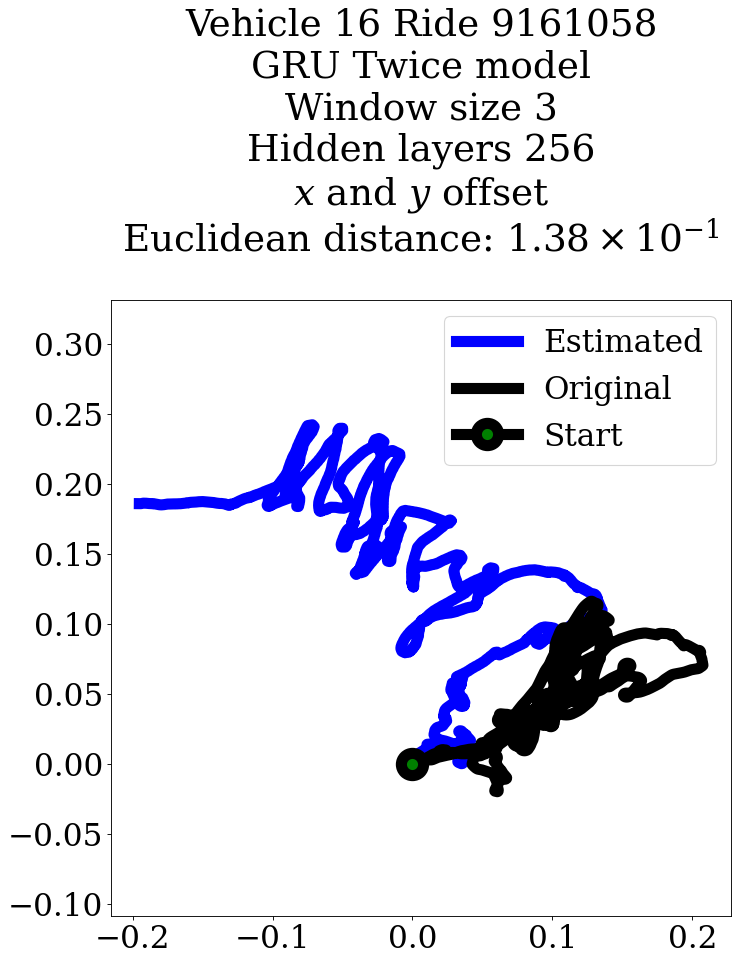 Vehicle 16 Ride 9161058
GRU Twice model
Window size 3
Hidden layers 256
x and y offset
Euclidean distance: 1.38 × 10⁻¹
Estimated
Original
Start
0.30
0.25
0.20
0.15
0.10
0.05
0.00
−0.05
−0.10
−0.2 −0.1 0.0 0.1 0.2